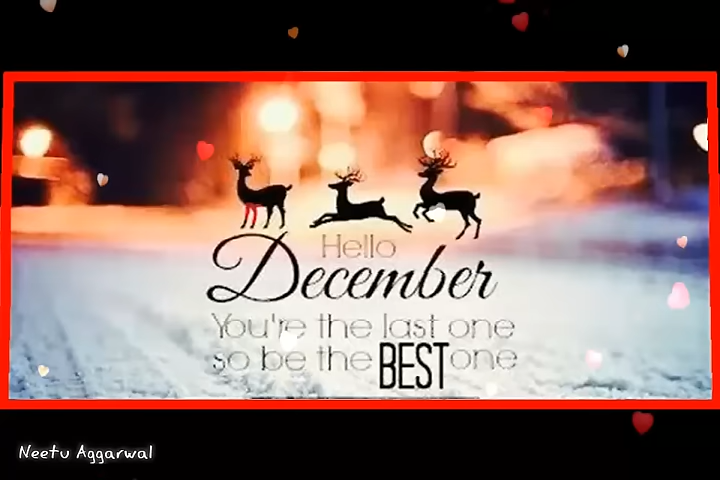 Hello
December
You're the last one
so be the BEST one
Neetu Aggarwal